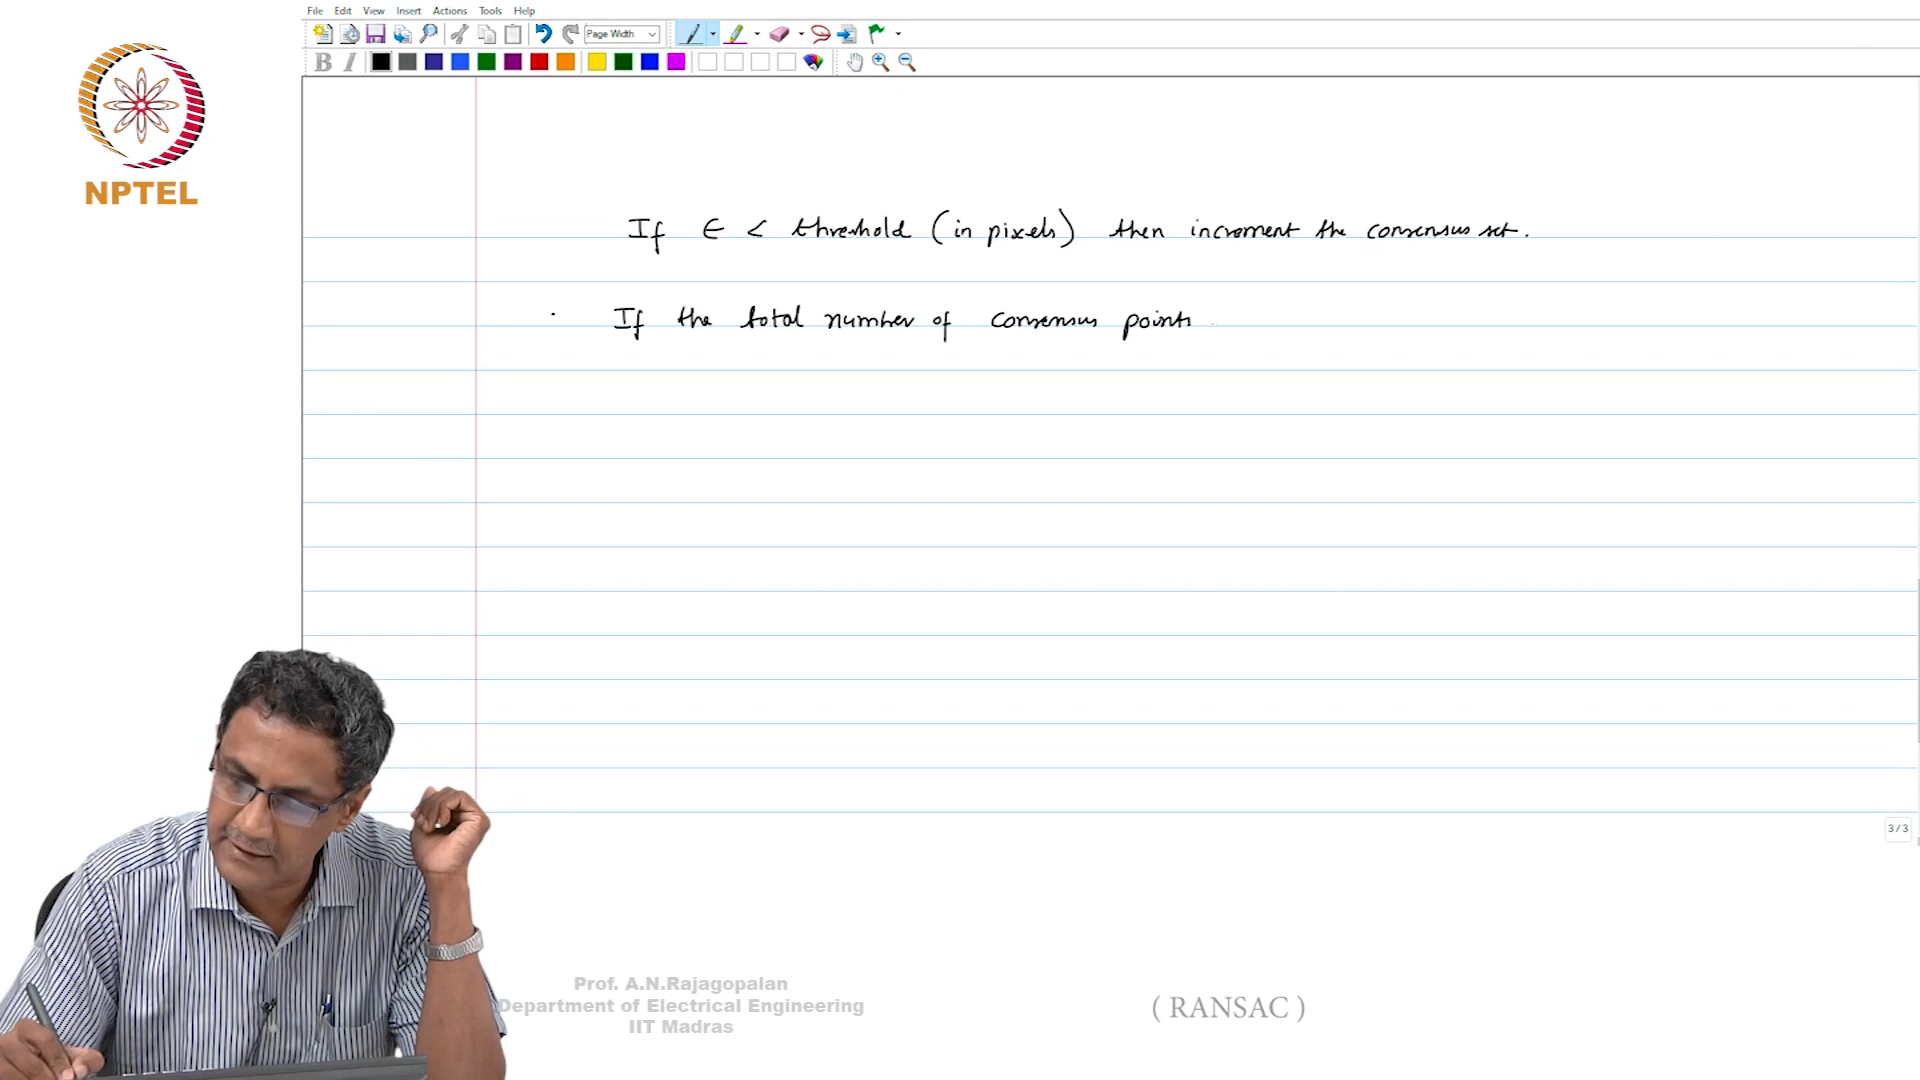 File Edit View Insert Actions Tools Help
Page Width
B I
NPTEL
If ∈ < threshold (in pixels) then increment the consensus set.
· If the total number of consensus points
3 / 3
Prof. A.N.Rajagopalan
Department of Electrical Engineering
IIT Madras
( RANSAC )